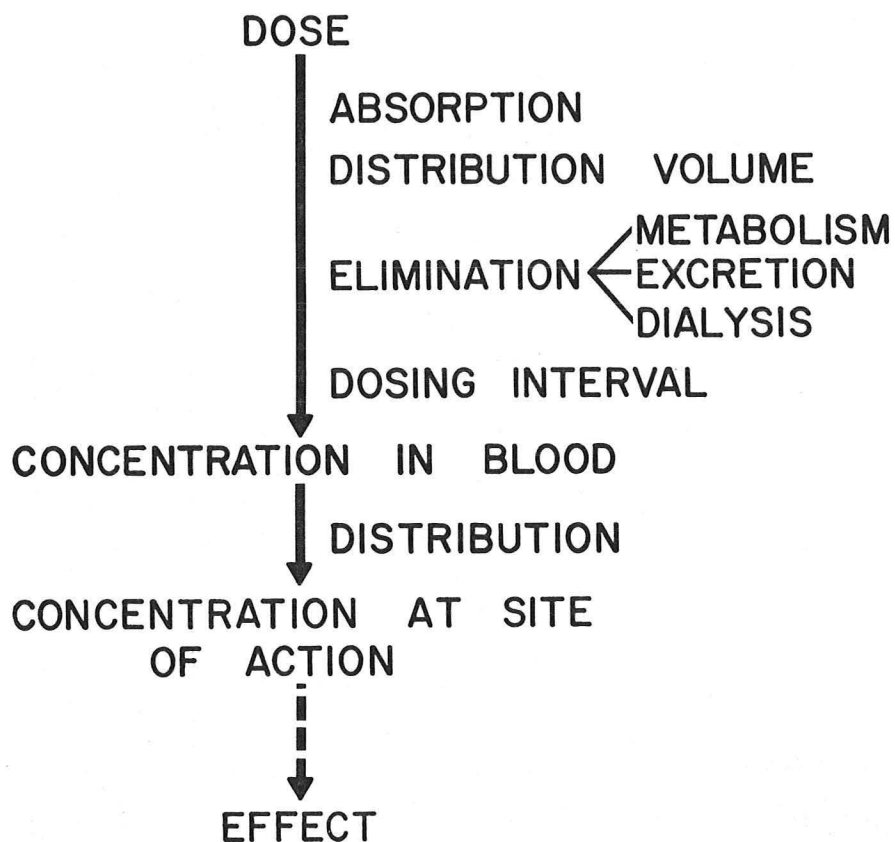 DOSE
ABSORPTION
DISTRIBUTION VOLUME
METABOLISM
ELIMINATION
EXCRETION
DIALYSIS
DOSING INTERVAL
CONCENTRATION IN BLOOD
DISTRIBUTION
CONCENTRATION AT SITE
OF ACTION
EFFECT